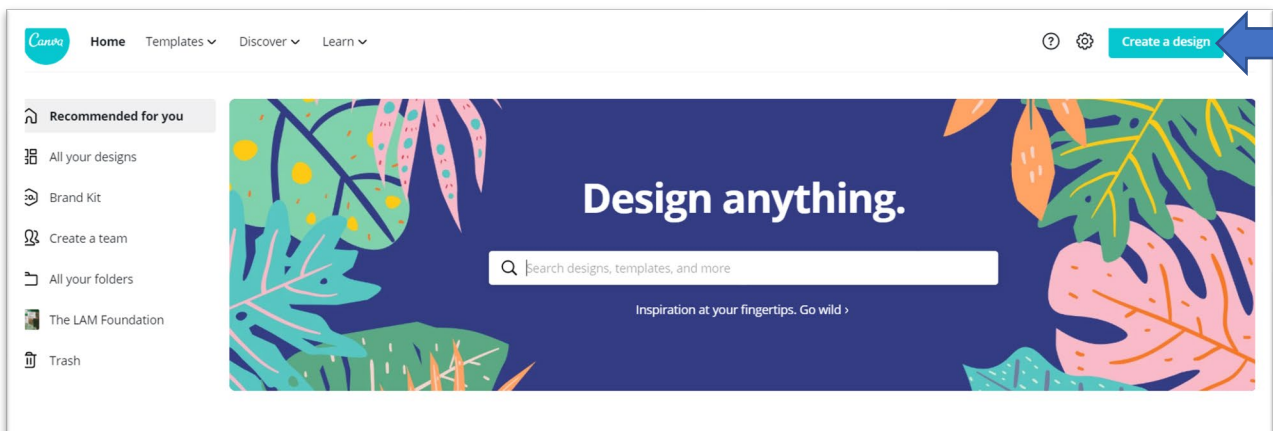 Canva
Home Templates Discover Learn
Create a design
Recommended for you
All your designs
Brand Kit
Create a team
All your folders
The LAM Foundation
Trash
Design anything.
Search designs, templates, and more
Inspiration at your fingertips. Go wild ›